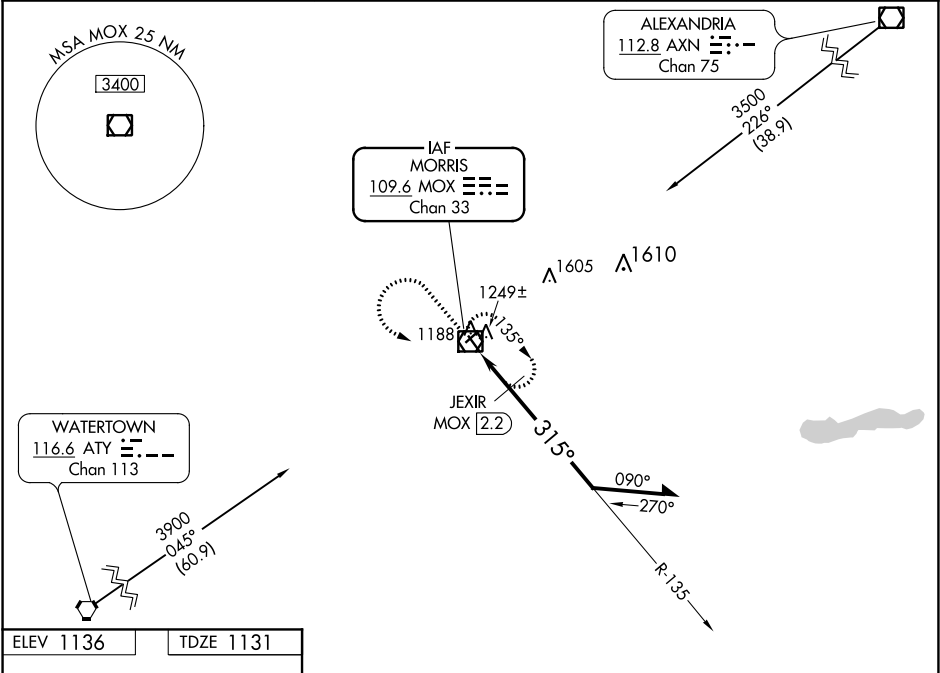 MSA MOX 25 NM
3400
ALEXANDRIA
112.8 AXN
Chan 75
3500
226°
(38.9)
IAF
MORRIS
109.6 MOX
Chan 33
1605
1610
1249±
1188
135°
JEXIR
MOX 2.2
315°
090°
270°
R-135
WATERTOWN
116.6 ATY
Chan 113
3900
045°
(60.9)
ELEV 1136
TDZE 1131